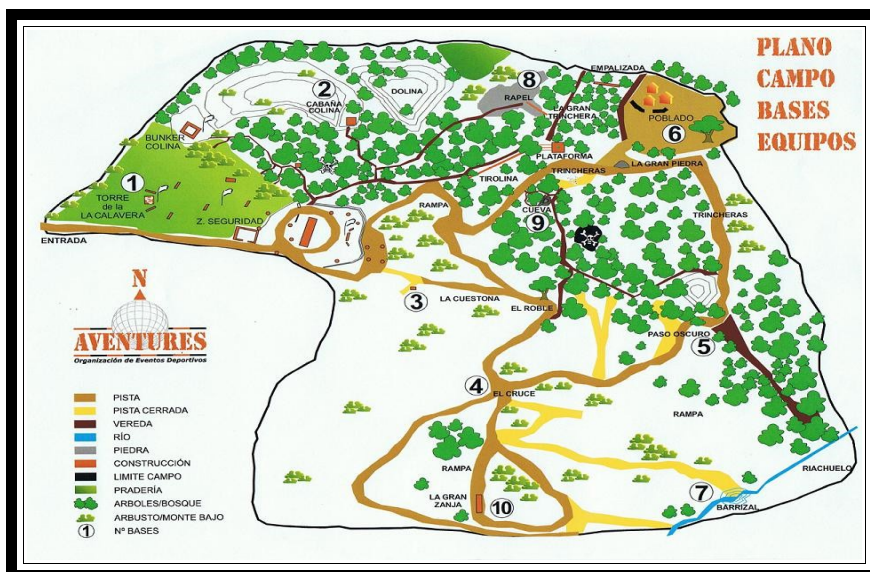 PLANO
CAMPO
BASES
EQUIPOS
8
EMPALIZADA
2
CABAÑA
COLINA
DOLINA
RAPEL
LA GRAN
TRINCHERA
POBLADO
6
BUNKER
COLINA
PLATAFORMA
LA GRAN PIEDRA
TRINCHERAS
TIROLINA
1
TORRE
de la
LA CALAVERA
Z. SEGURIDAD
RAMPA
CUEVA
9
TRINCHERAS
ENTRADA
3
LA CUESTONA
EL ROBLE
PASO OSCURO
5
N
AVENTURES
Organización de Eventos Deportivos
4
EL CRUCE
RAMPA
PISTA
PISTA CERRADA
VEREDA
RÍO
PIEDRA
CONSTRUCCIÓN
LIMITE CAMPO
PRADERÍA
ARBOLES/BOSQUE
ARBUSTO/MONTE BAJO
1 Nº BASES
RAMPA
LA GRAN
ZANJA
10
7
BARRIZAL
RIACHUELO